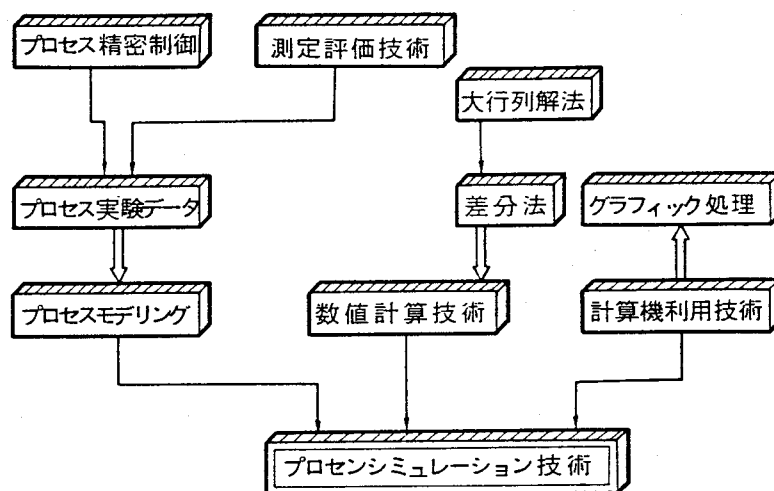 プロセス精密制御
測定評価技術
大行列解法
プロセス実験データ
差分法
グラフィック処理
プロセスモデリング
数値計算技術
計算機利用技術
プロセンシミュレーション技術